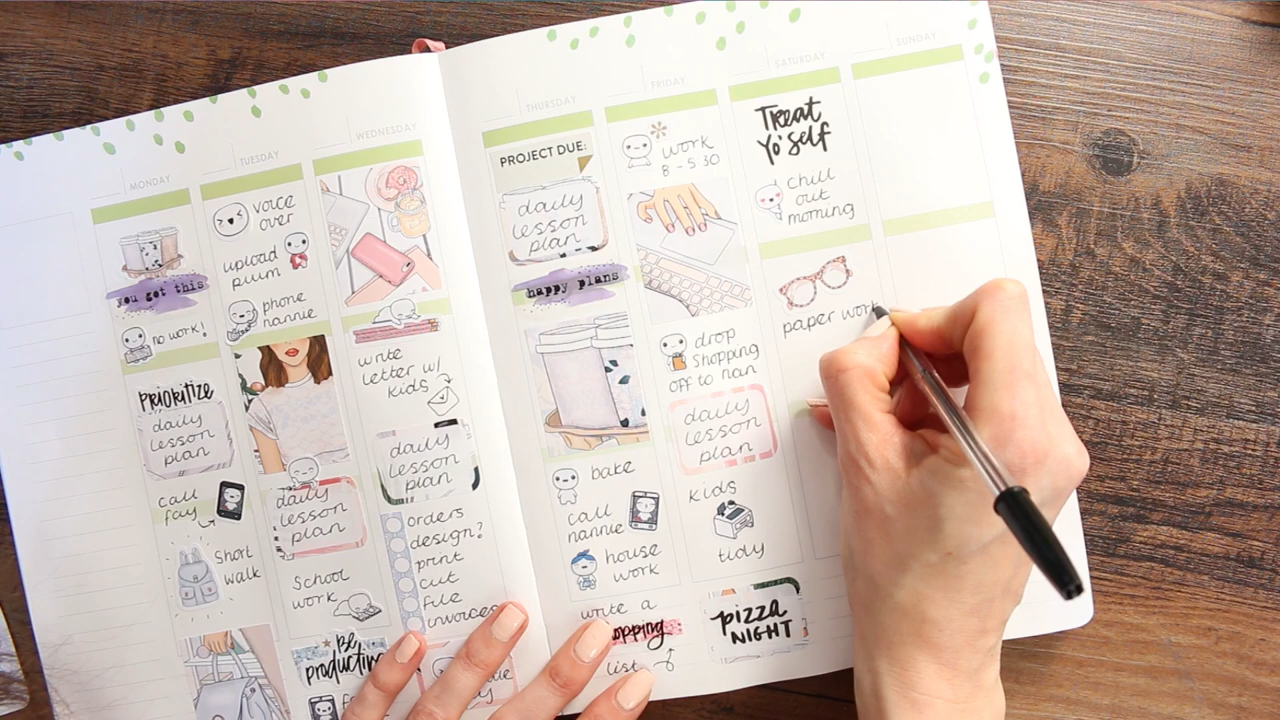 MONDAY
you got this
no work!
PRIORITIZE
daily
lesson
plan
call
fay
short
walk
TUESDAY
voice
over
upload
plum
phone
nannie
daily
lesson
plan
School
work
Be
productive
WEDNESDAY
write
letter w/
kids
daily
lesson
plan
orders
design?
print
cut
file
invoices
THURSDAY
PROJECT DUE:
daily
lesson
plan
happy plans
bake
call
nannie
house
work
write a
opping
list
FRIDAY
work
8-5 30
drop
shopping
off to nan
daily
lesson
plan
kids
tidy
pizza
NIGHT
SATURDAY
Treat
Yo'self
chill
out
morning
paper work
SUNDAY